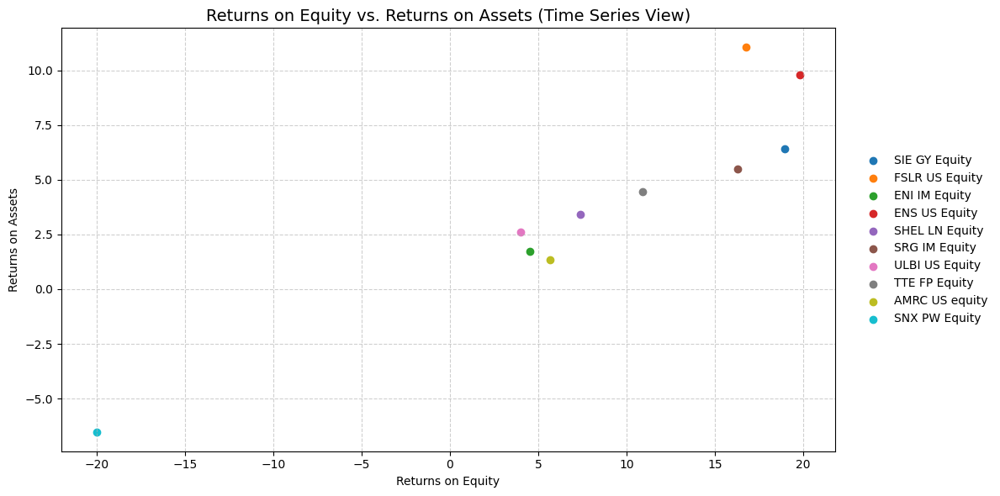 Returns on Equity vs. Returns on Assets (Time Series View)
Returns on Assets
10.0
7.5
5.0
2.5
0.0
−2.5
−5.0
−20
−15
−10
−5
0
5
10
15
20
Returns on Equity
SIE GY Equity
FSLR US Equity
ENI IM Equity
ENS US Equity
SHEL LN Equity
SRG IM Equity
ULBI US Equity
TTE FP Equity
AMRC US equity
SNX PW Equity